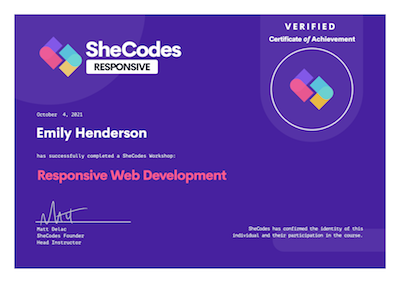 SheCodes
RESPONSIVE
VERIFIED
Certificate of Achievement
October 4, 2021
Emily Henderson
has successfully completed a SheCodes Workshop:
Responsive Web Development
Matt Delac
SheCodes Founder
Head Instructor
SheCodes has confirmed the identity of this
individual and their participation in the course.